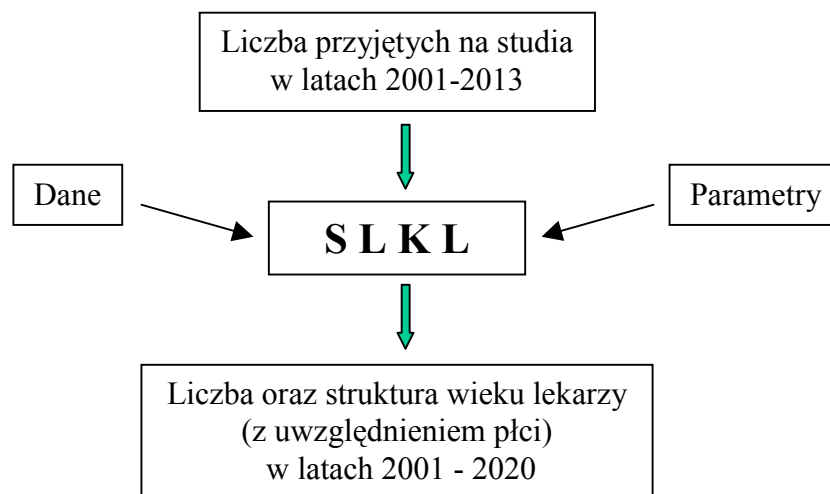 Liczba przyjętych na studia
w latach 2001-2013
Dane
Parametry
S L K L
Liczba oraz struktura wieku lekarzy
(z uwzględnieniem płci)
w latach 2001 - 2020